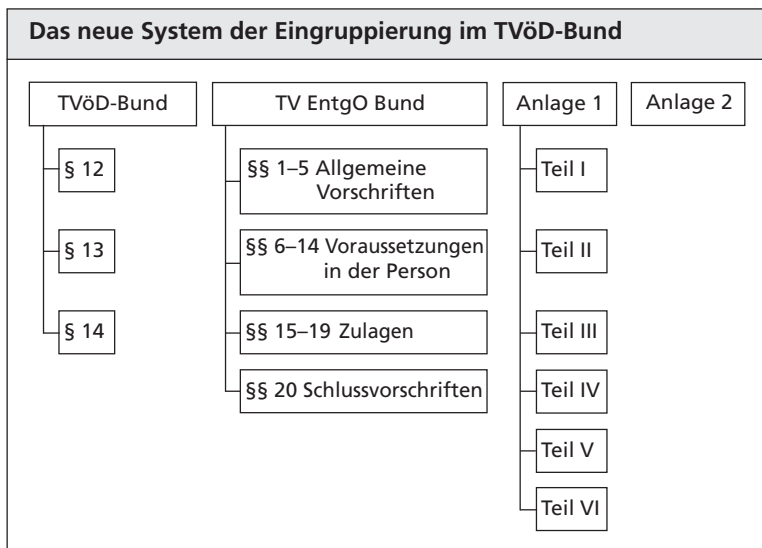 Das neue System der Eingruppierung im TVöD-Bund
TVöD-Bund
§ 12
§ 13
§ 14
TV EntgO Bund
§§ 1–5 Allgemeine
Vorschriften
§§ 6–14 Voraussetzungen
in der Person
§§ 15–19 Zulagen
§§ 20 Schlussvorschriften
Anlage 1
Teil I
Teil II
Teil III
Teil IV
Teil V
Teil VI
Anlage 2